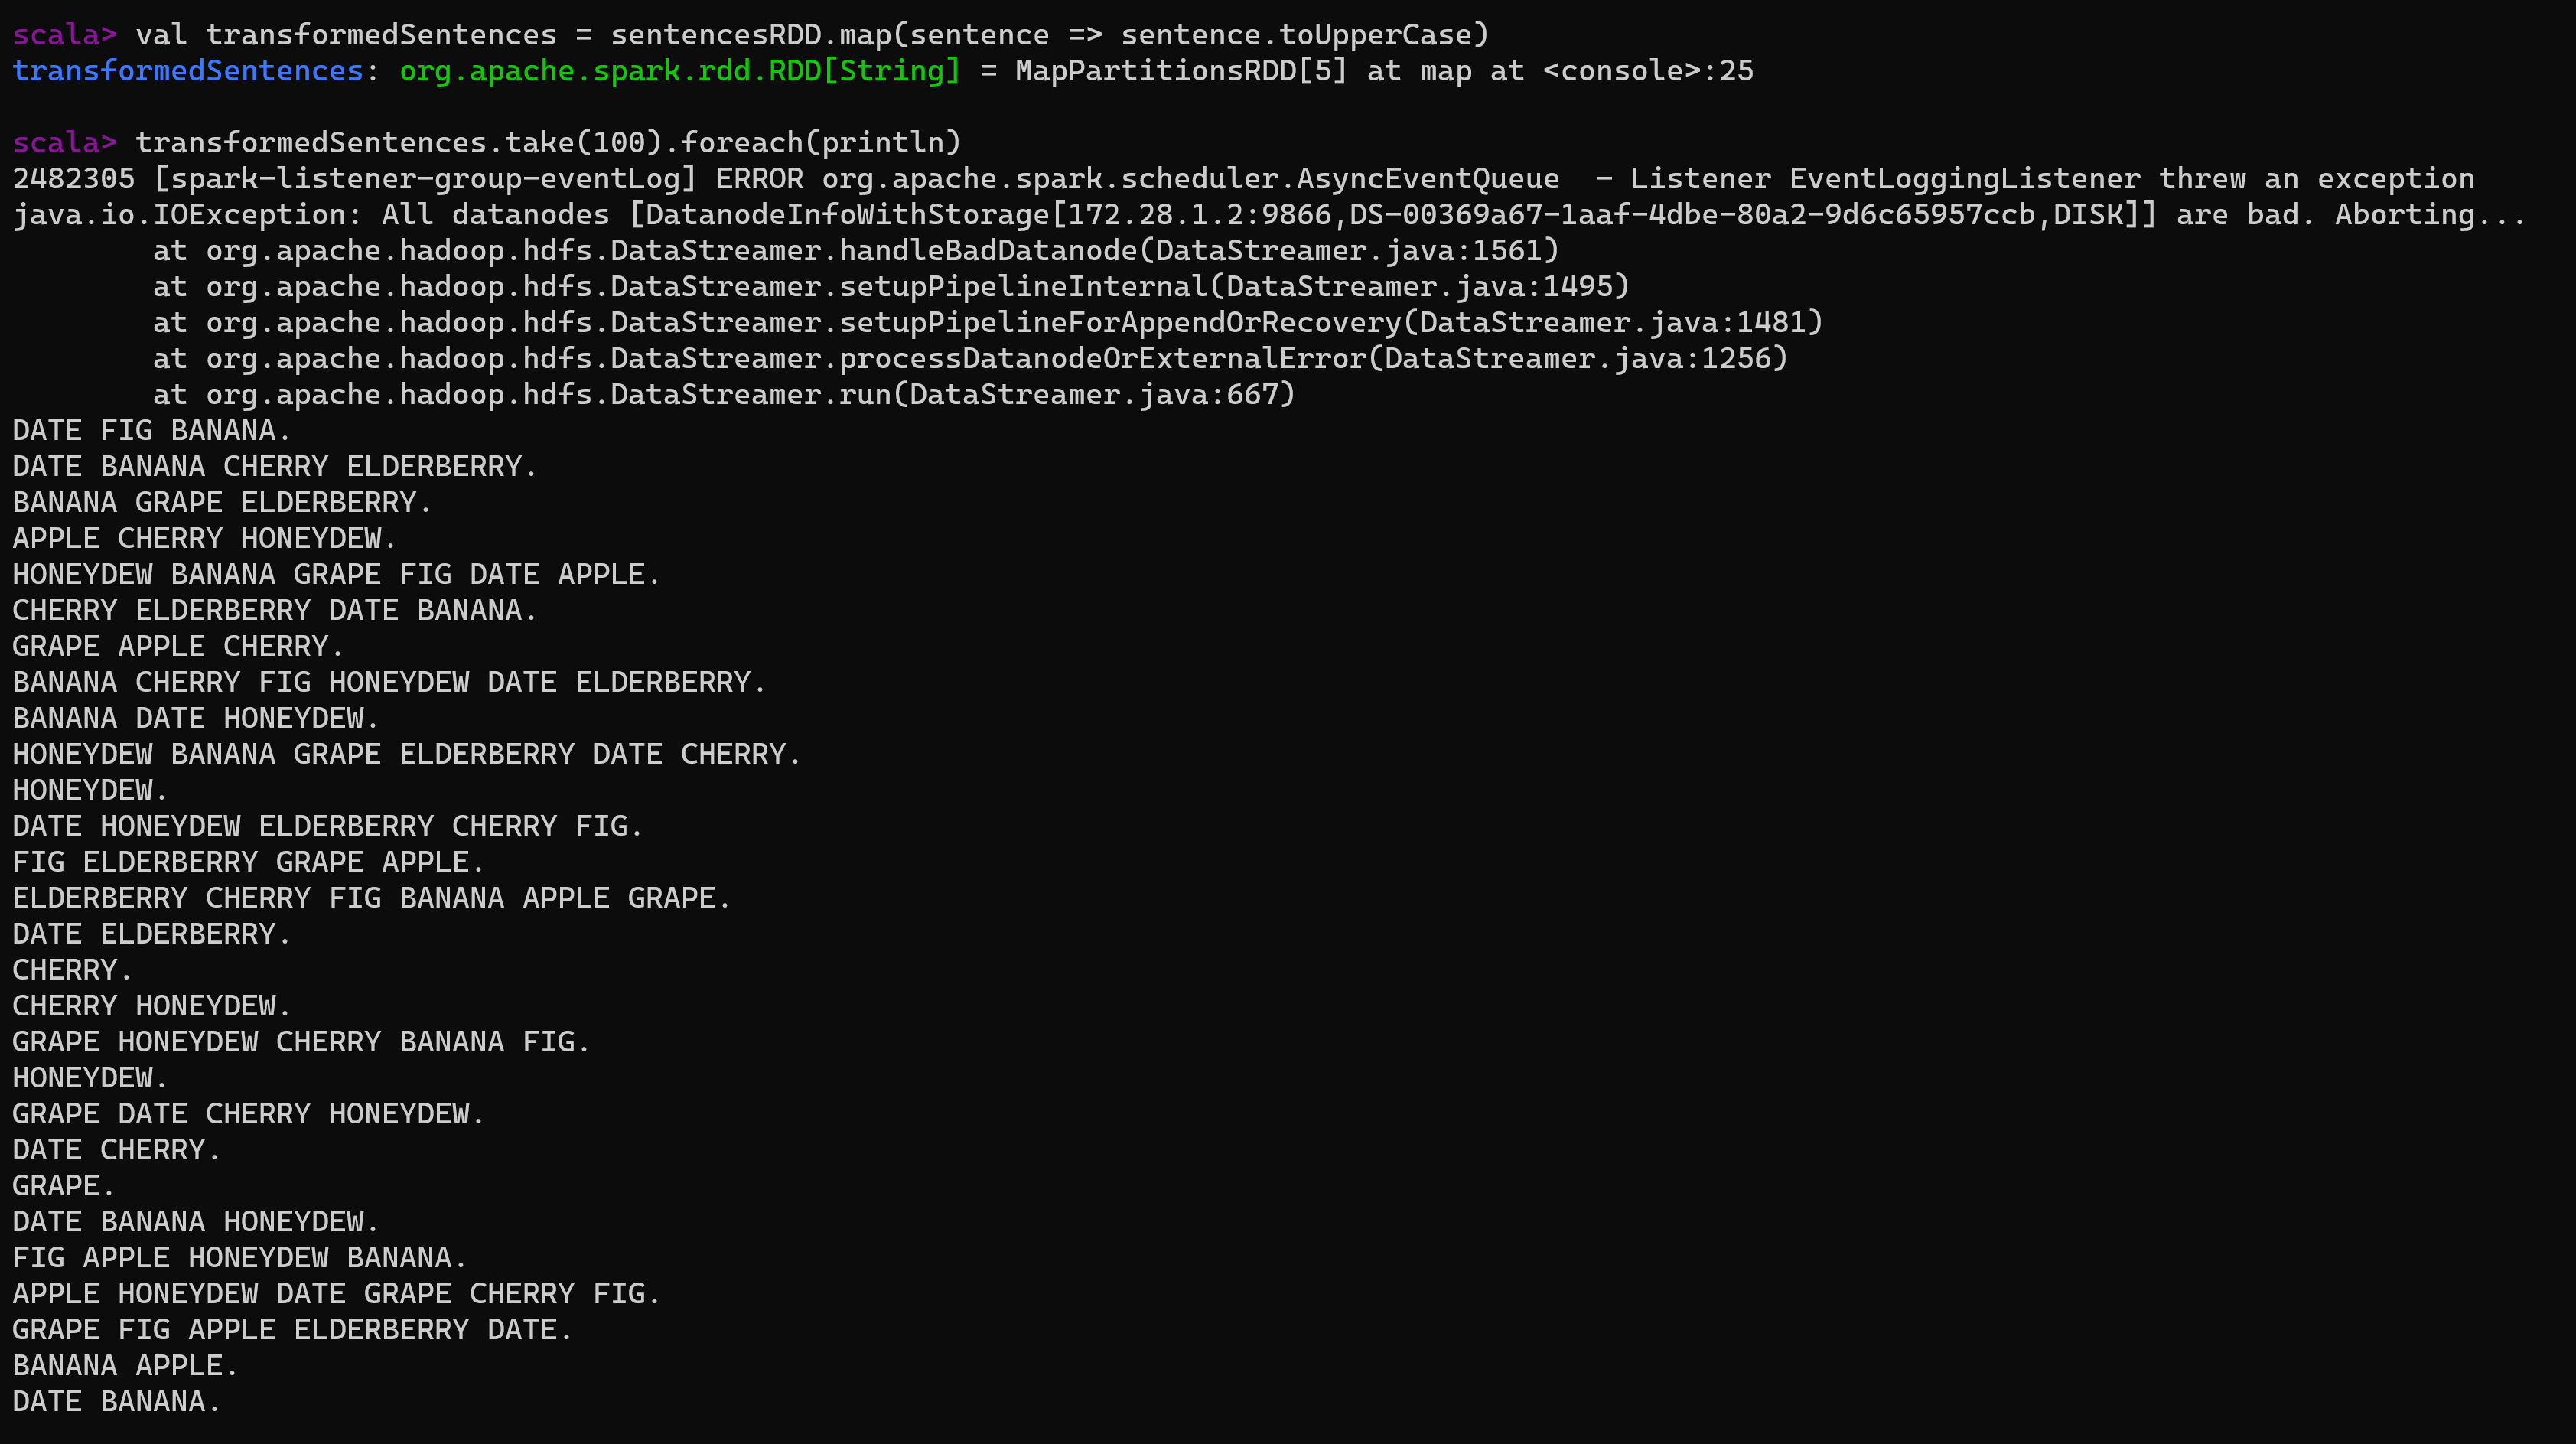 scala> val transformedSentences = sentencesRDD.map(sentence => sentence.toUpperCase)
transformedSentences: org.apache.spark.rdd.RDD[String] = MapPartitionsRDD[5] at map at <console>:25

scala> transformedSentences.take(100).foreach(println)
2482305 [spark-listener-group-eventLog] ERROR org.apache.spark.scheduler.AsyncEventQueue  - Listener EventLoggingListener threw an exception
java.io.IOException: All datanodes [DatanodeInfoWithStorage[172.28.1.2:9866,DS-00369a67-1aaf-4dbe-80a2-9d6c65957ccb,DISK]] are bad. Aborting...
        at org.apache.hadoop.hdfs.DataStreamer.handleBadDatanode(DataStreamer.java:1561)
        at org.apache.hadoop.hdfs.DataStreamer.setupPipelineInternal(DataStreamer.java:1495)
        at org.apache.hadoop.hdfs.DataStreamer.setupPipelineForAppendOrRecovery(DataStreamer.java:1481)
        at org.apache.hadoop.hdfs.DataStreamer.processDatanodeOrExternalError(DataStreamer.java:1256)
        at org.apache.hadoop.hdfs.DataStreamer.run(DataStreamer.java:667)
DATE FIG BANANA.
DATE BANANA CHERRY ELDERBERRY.
BANANA GRAPE ELDERBERRY.
APPLE CHERRY HONEYDEW.
HONEYDEW BANANA GRAPE FIG DATE APPLE.
CHERRY ELDERBERRY DATE BANANA.
GRAPE APPLE CHERRY.
BANANA CHERRY FIG HONEYDEW DATE ELDERBERRY.
BANANA DATE HONEYDEW.
HONEYDEW BANANA GRAPE ELDERBERRY DATE CHERRY.
HONEYDEW.
DATE HONEYDEW ELDERBERRY CHERRY FIG.
FIG ELDERBERRY GRAPE APPLE.
ELDERBERRY CHERRY FIG BANANA APPLE GRAPE.
DATE ELDERBERRY.
CHERRY.
CHERRY HONEYDEW.
GRAPE HONEYDEW CHERRY BANANA FIG.
HONEYDEW.
GRAPE DATE CHERRY HONEYDEW.
DATE CHERRY.
GRAPE.
DATE BANANA HONEYDEW.
FIG APPLE HONEYDEW BANANA.
APPLE HONEYDEW DATE GRAPE CHERRY FIG.
GRAPE FIG APPLE ELDERBERRY DATE.
BANANA APPLE.
DATE BANANA.